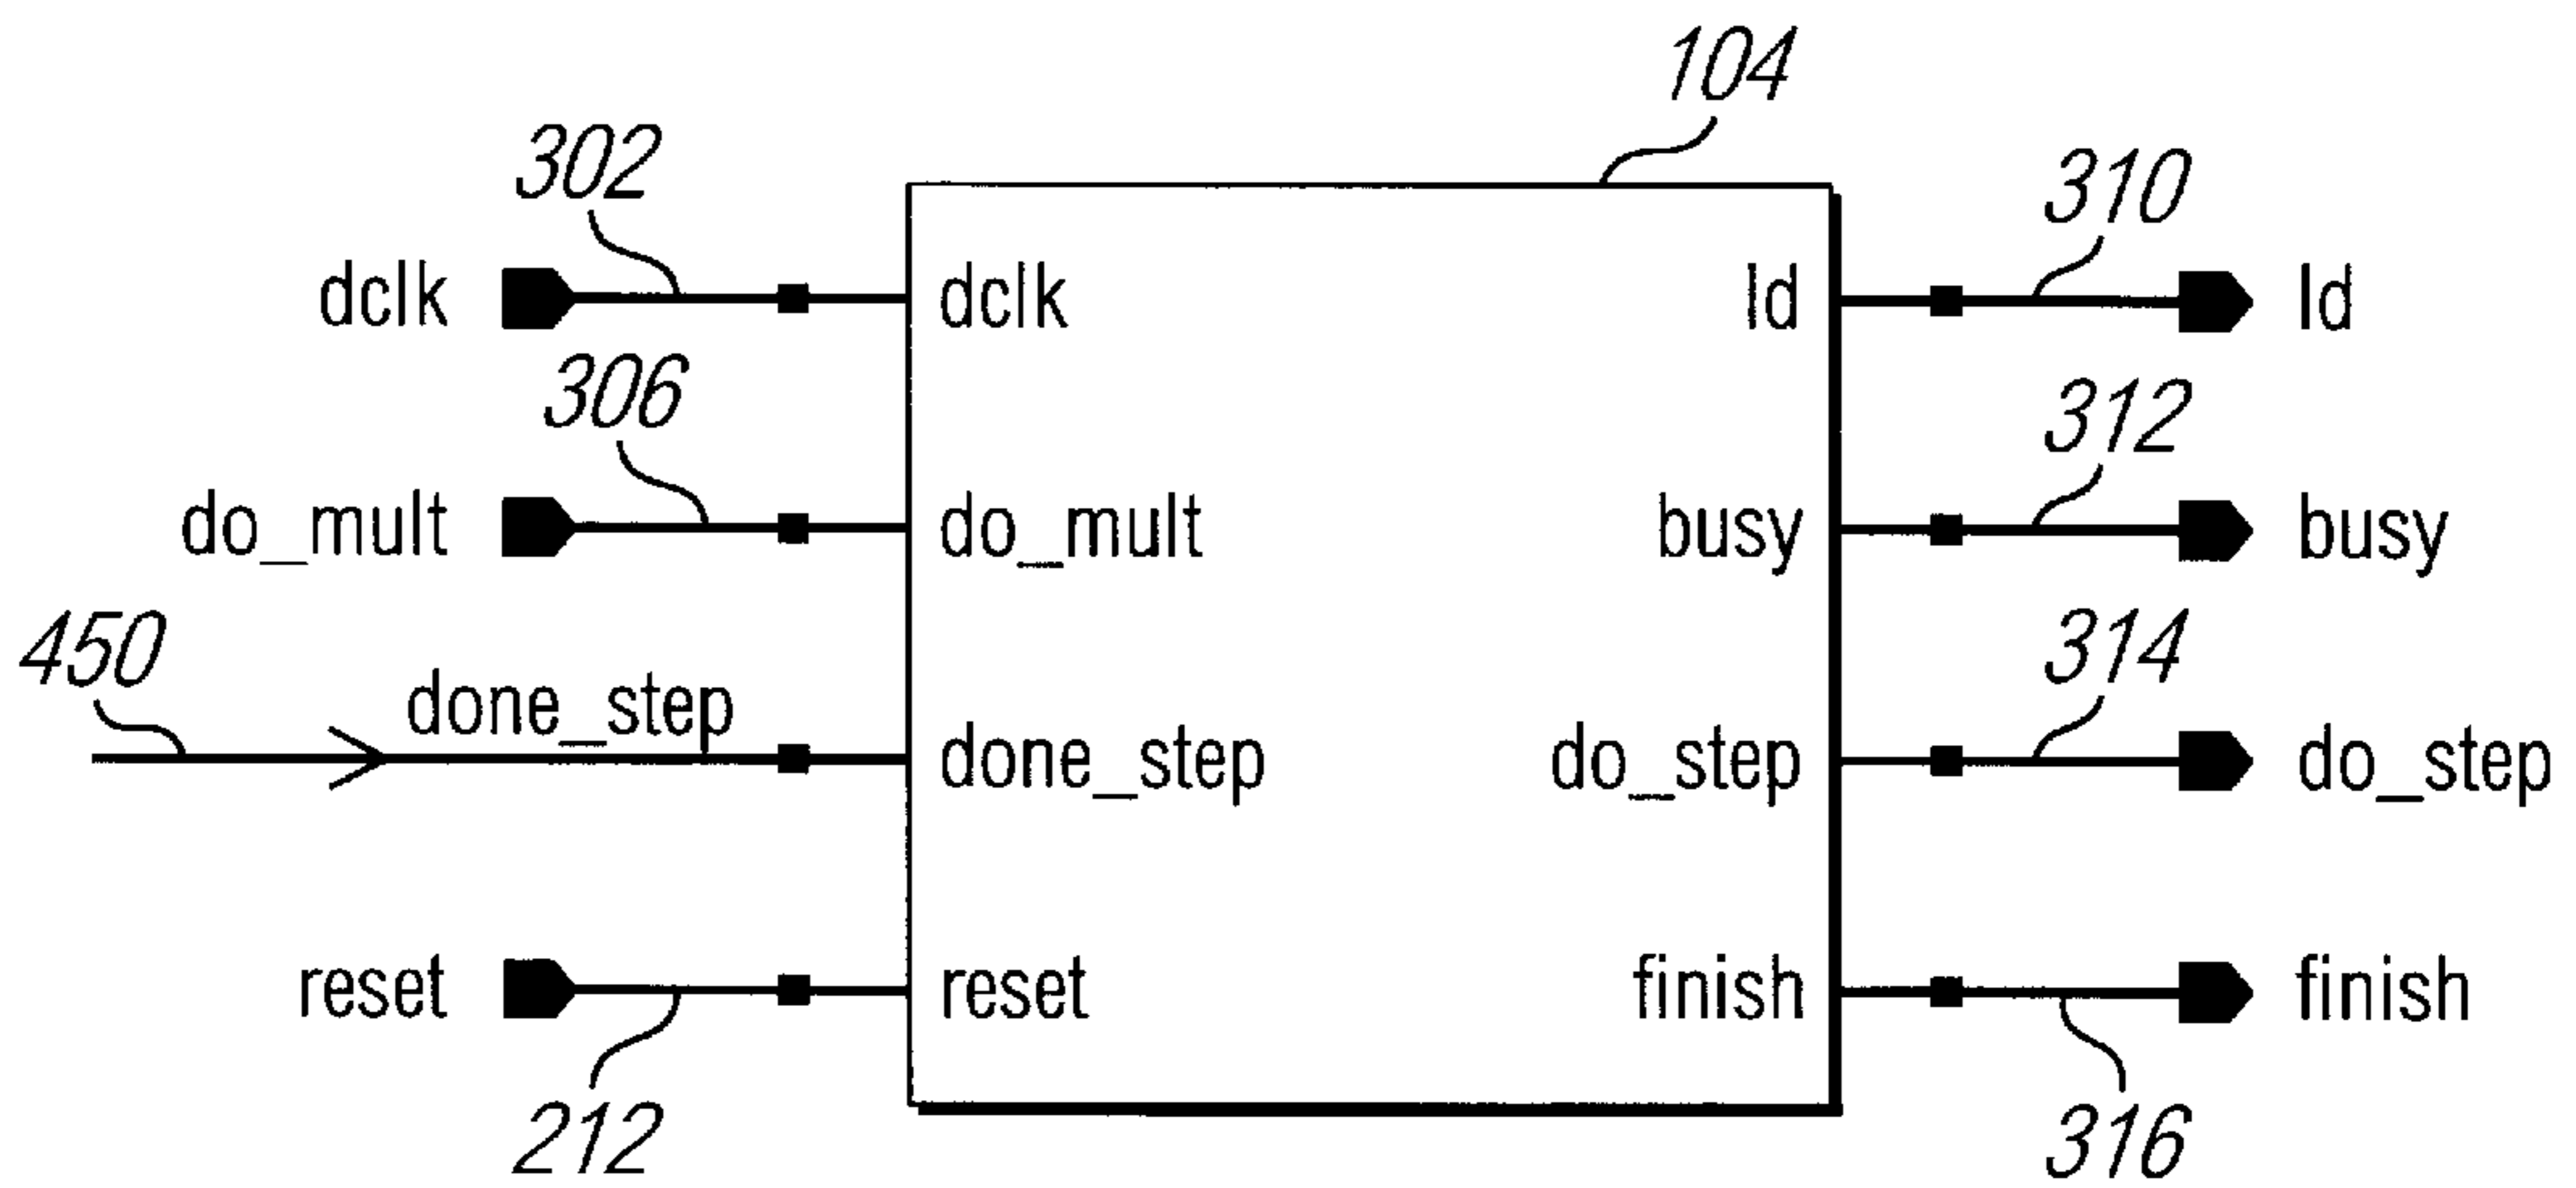 104
302
310
dclk
dclk
ld
ld
306
312
do_mult
do_mult
busy
busy
450
314
done_step
done_step
do_step
do_step
reset
reset
finish
finish
212
316